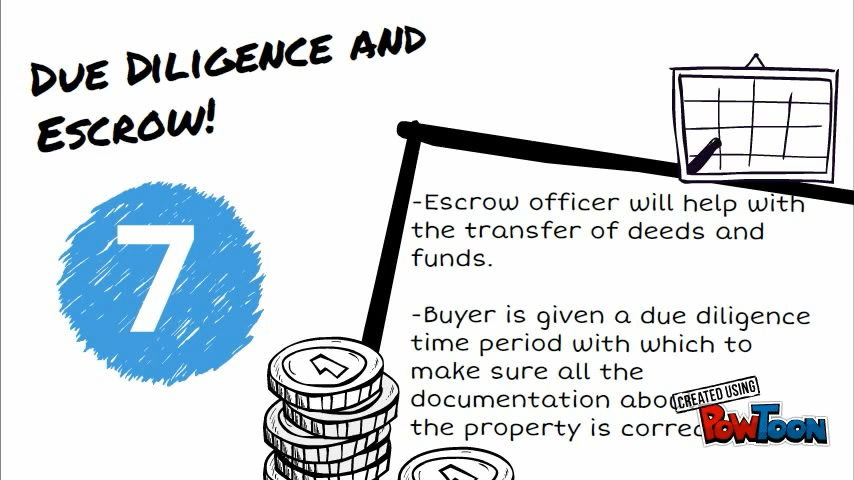 Due Diligence and
Escrow!
7
-Escrow officer will help with
the transfer of deeds and
funds.
-Buyer is given a due diligence
time period with which to
make sure all the
documentation
the property is
CREATED USING
POWTOON